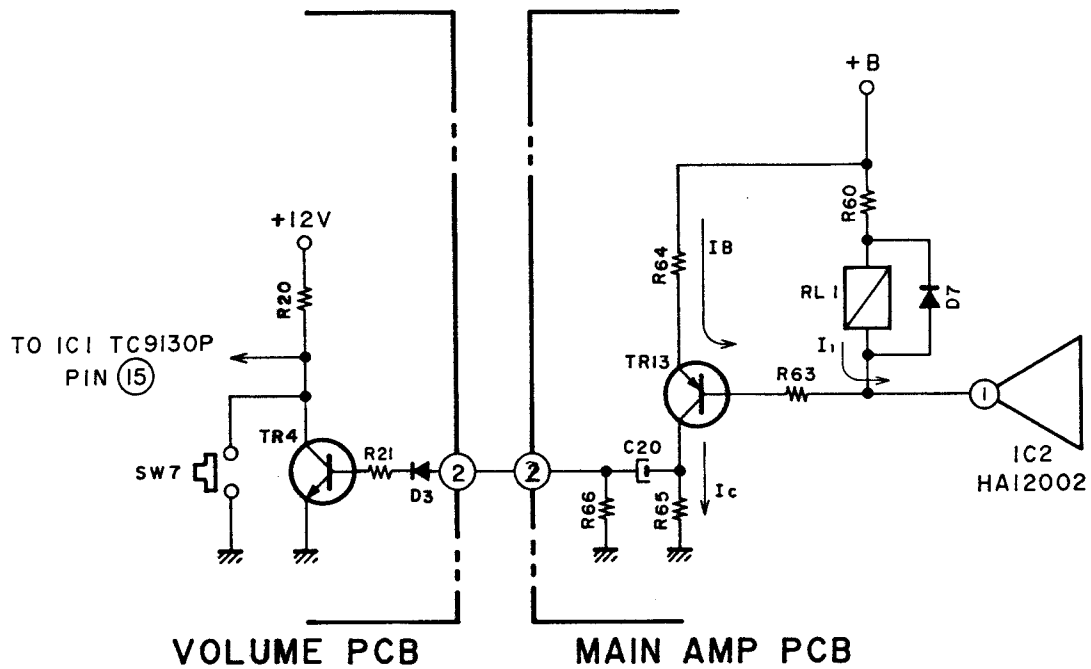 +B
R60
+12V
R64
IB
RL1
D7
R20
TO IC1 TC9130P
PIN 15
I1
TR13
R63
1
TR4
R21
C20
IC2
HA12002
SW7
D3
2
2
R66
R65
Ic
VOLUME PCB
MAIN AMP PCB